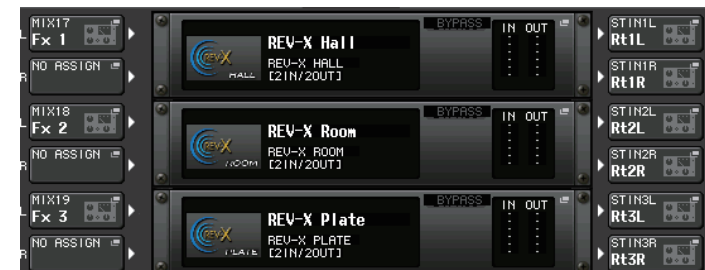 MIX17
Fx 1
L
NO ASSIGN
R
REV-X
HALL
REV-X Hall
REV-X HALL
[2IN/2OUT]
BYPASS
IN OUT
STIN1L
Rt1L
STIN1R
Rt1R
MIX18
Fx 2
L
NO ASSIGN
R
REV-X
ROOM
REV-X Room
REV-X ROOM
[2IN/2OUT]
BYPASS
IN OUT
STIN2L
Rt2L
STIN2R
Rt2R
MIX19
Fx 3
L
NO ASSIGN
R
REV-X
PLATE
REV-X Plate
REV-X PLATE
[2IN/2OUT]
BYPASS
IN OUT
STIN3L
Rt3L
STIN3R
Rt3R